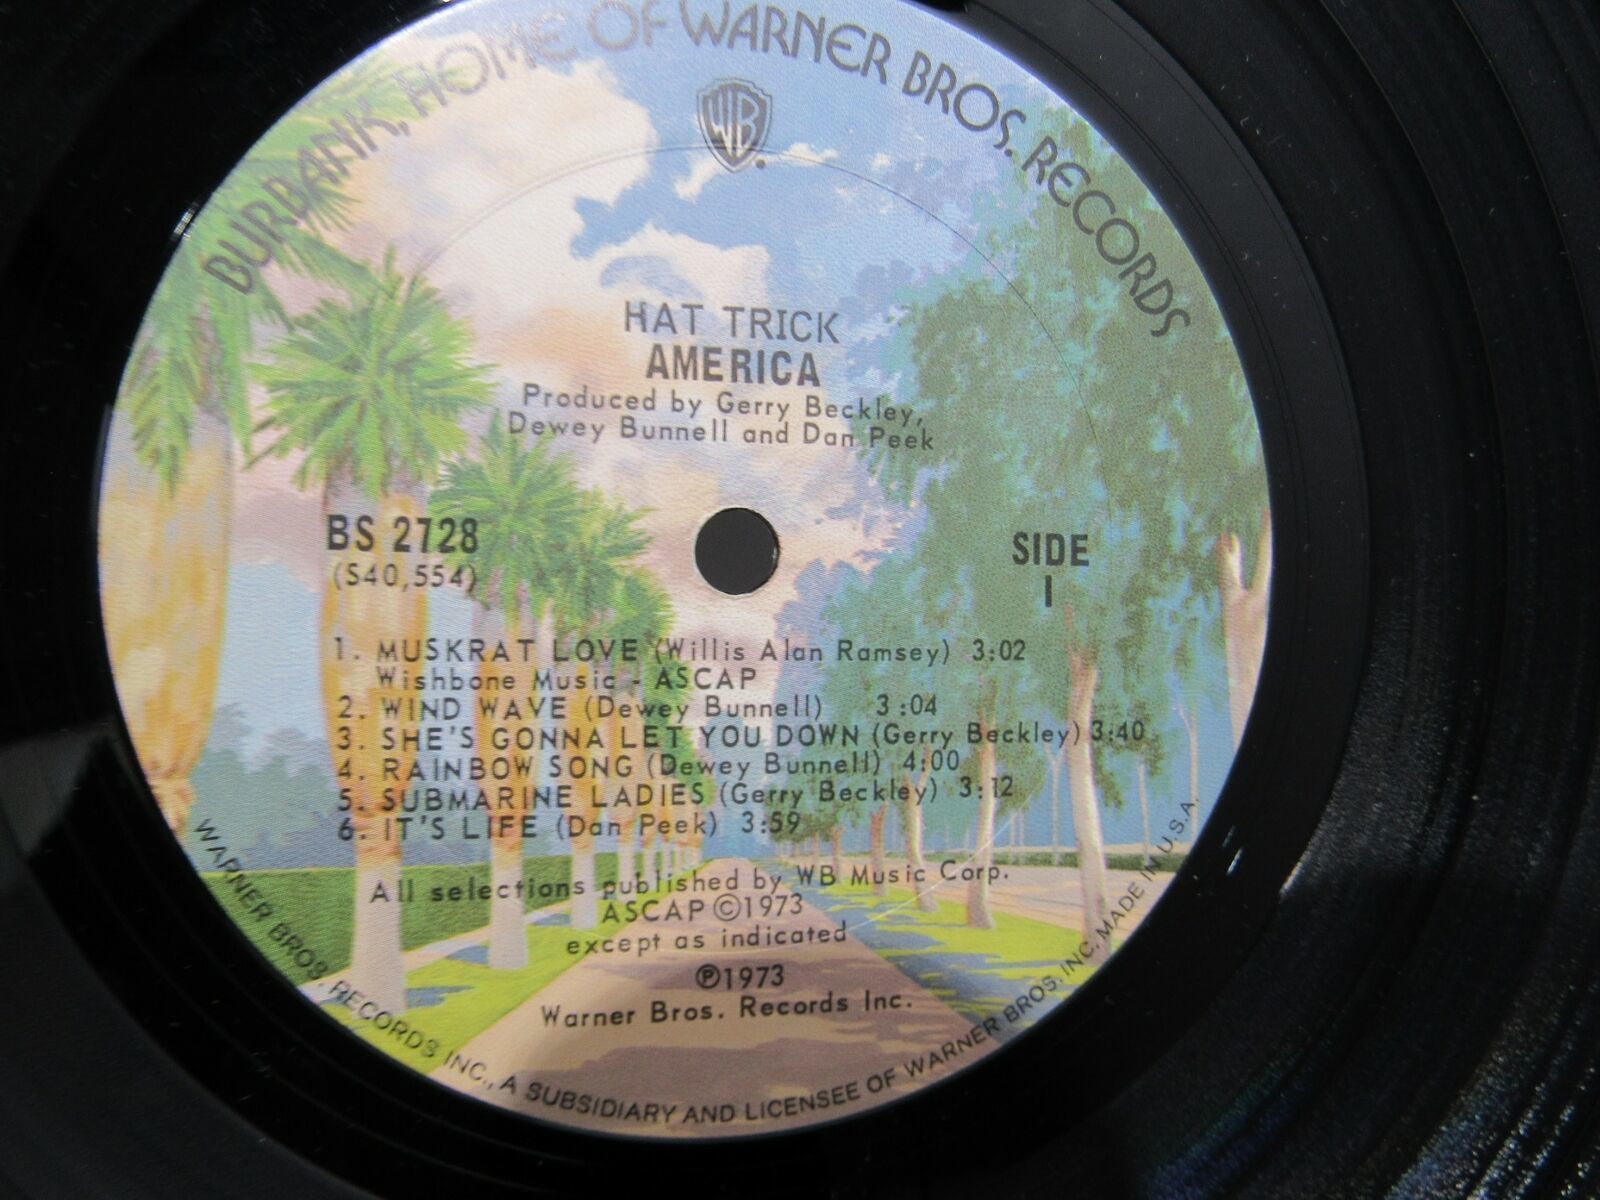 BURBANK, HOME OF WARNER BROS. RECORDS
WB
HAT TRICK
AMERICA
Produced by Gerry Beckley,
Dewey Bunnell and Dan Peek
BS 2728
(S40,554)
SIDE
1
1. MUSKRAT LOVE (Willis Alan Ramsey) 3:02
Wishbone Music - ASCAP
2. WIND WAVE (Dewey Bunnell) 3:04
3. SHE'S GONNA LET YOU DOWN (Gerry Beckley) 3:40
4. RAINBOW SONG (Dewey Bunnell) 4:00
5. SUBMARINE LADIES (Gerry Beckley) 3:12
6. IT'S LIFE (Dan Peek) 3:59
All selections published by WB Music Corp.
ASCAP ©1973
except as indicated
℗1973
Warner Bros. Records Inc.
WARNER BROS. RECORDS INC., A SUBSIDIARY AND LICENSEE OF WARNER BROS. INC. MADE IN U.S.A.